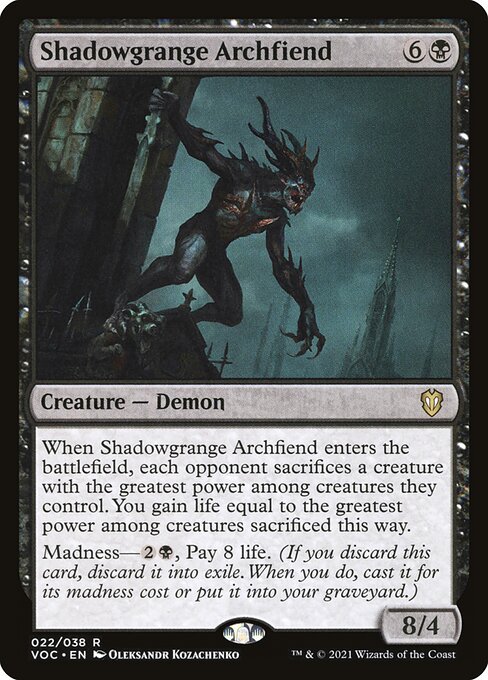 Shadowgrange Archfiend 6
Creature — Demon
When Shadowgrange Archfiend enters the
battlefield, each opponent sacrifices a creature
with the greatest power among creatures they
control. You gain life equal to the greatest
power among creatures sacrificed this way.
Madness—2, Pay 8 life. (If you discard this
card, discard it into exile. When you do, cast it for
its madness cost or put it into your graveyard.)
8/4
022/038 R
VOC • EN Oleksandr Kozachenko
™ & © 2021 Wizards of the Coast